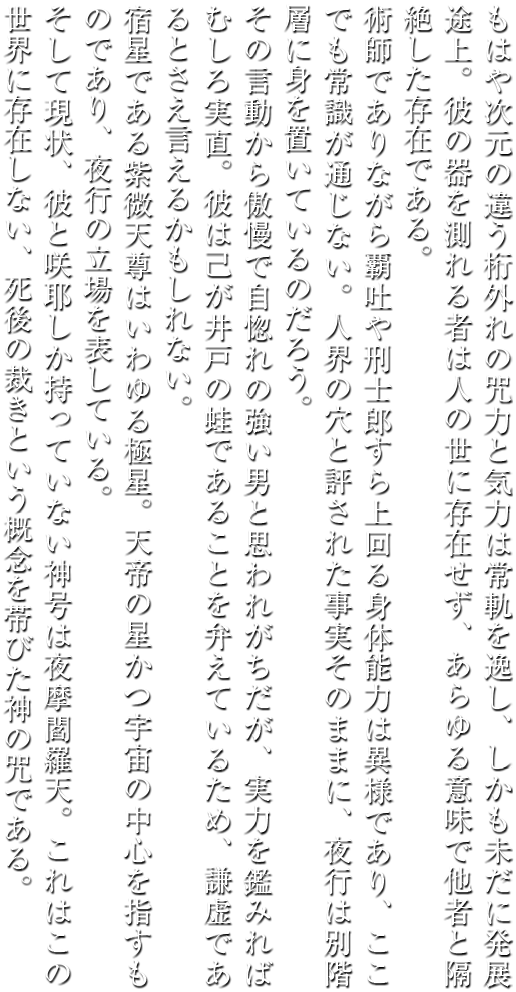 もはや次元の違う桁外れの咒力と気力は常軌を逸し、しかも未だに発展
途上。彼の器を測れる者は人の世に存在せず、あらゆる意味で他者と隔
絶した存在である。
術師でありながら覇吐や刑士郎すら上回る身体能力は異様であり、ここ
でも常識が通じない。人界の穴と評された事実そのままに、夜行は別階
層に身を置いているのだろう。
その言動から傲慢で自惚れの強い男と思われがちだが、実力を鑑みれば
むしろ実直。彼は己が井戸の蛙であることを弁えているため、謙虚であ
るとさえ言えるかもしれない。
宿星である紫微天尊はいわゆる極星。天帝の星かつ宇宙の中心を指すも
のであり、夜行の立場を表している。
そして現状、彼と咲耶しか持っていない神号は夜摩閻羅天。これはこの
世界に存在しない、死後の裁きという概念を帯びた神の咒である。